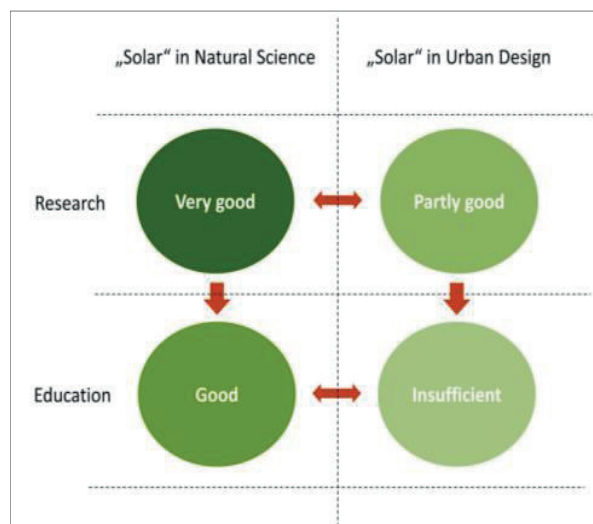 „Solar“ in Natural Science
„Solar“ in Urban Design
Research
Very good
Partly good
Education
Good
Insufficient